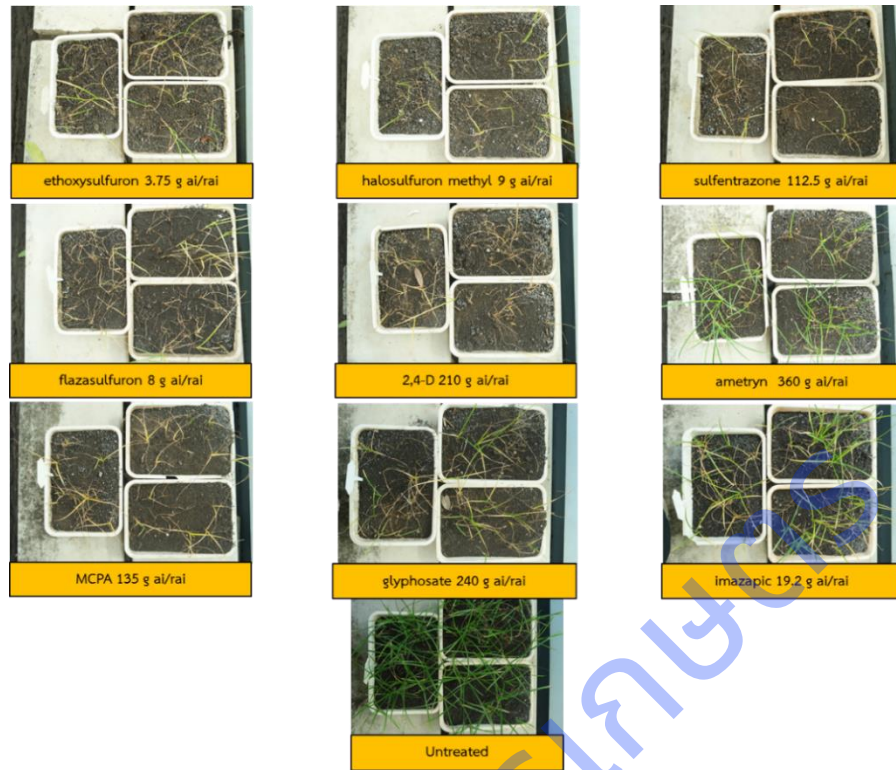 ethoxysulfuron 3.75 g ai/rai
halosulfuron methyl 9 g ai/rai
sulfentrazone 112.5 g ai/rai
flazasulfuron 8 g ai/rai
2,4-D 210 g ai/rai
ametryn 360 g ai/rai
MCPA 135 g ai/rai
glyphosate 240 g ai/rai
imazapic 19.2 g ai/rai
Untreated